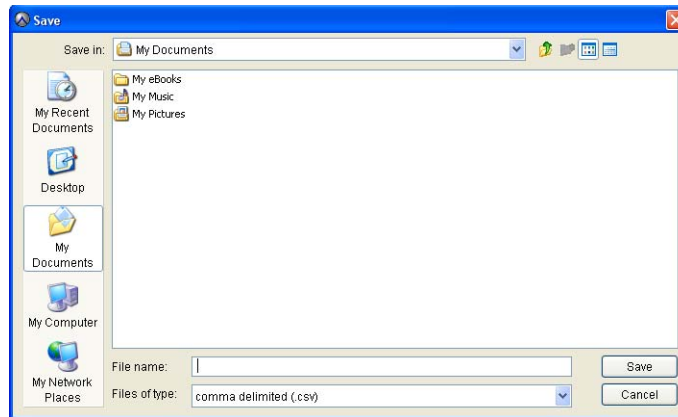 Save
Save in: My Documents
My Recent
Documents
Desktop
My
Documents
My Computer
My Network
Places
My eBooks
My Music
My Pictures
File name:
Save
Files of type: comma delimited (.csv)
Cancel